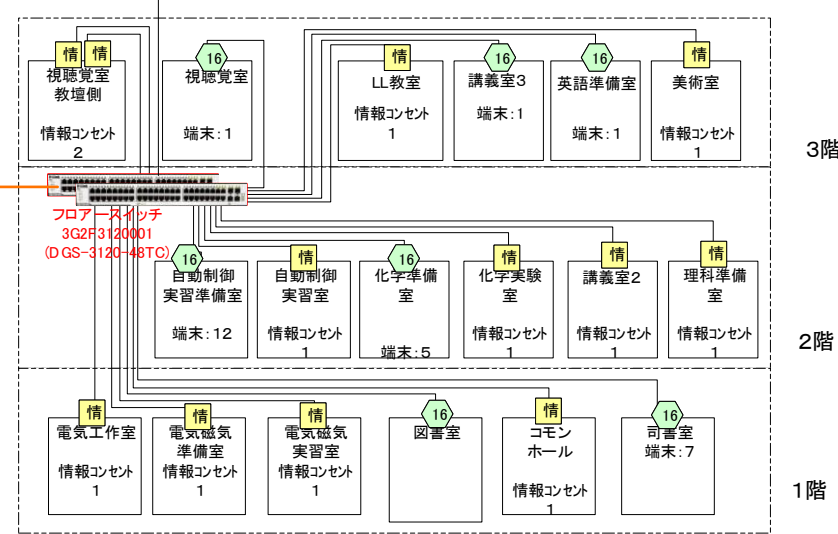 情
情
16
情
16
16
情
視聴覚室
教壇側
情報コンセント
2
視聴覚室
端末:1
LL教室
情報コンセント
1
講義室3
端末:1
英語準備室
端末:1
美術室
情報コンセント
1
3階
フロアースイッチ
3G2F3120001
(DGS-3120-48TC)
16
情
16
情
情
情
自動制御
実習準備室
端末:12
自動制御
実習室
情報コンセント
1
化学準備
室
端末:5
化学実験
室
情報コンセント
1
講義室2
情報コンセント
1
理科準備
室
情報コンセント
1
2階
情
情
情
16
情
16
電気工作室
情報コンセント
1
電気磁気
準備室
情報コンセント
1
電気磁気
実習室
情報コンセント
1
図書室
コモン
ホール
情報コンセント
1
司書室
端末:7
1階